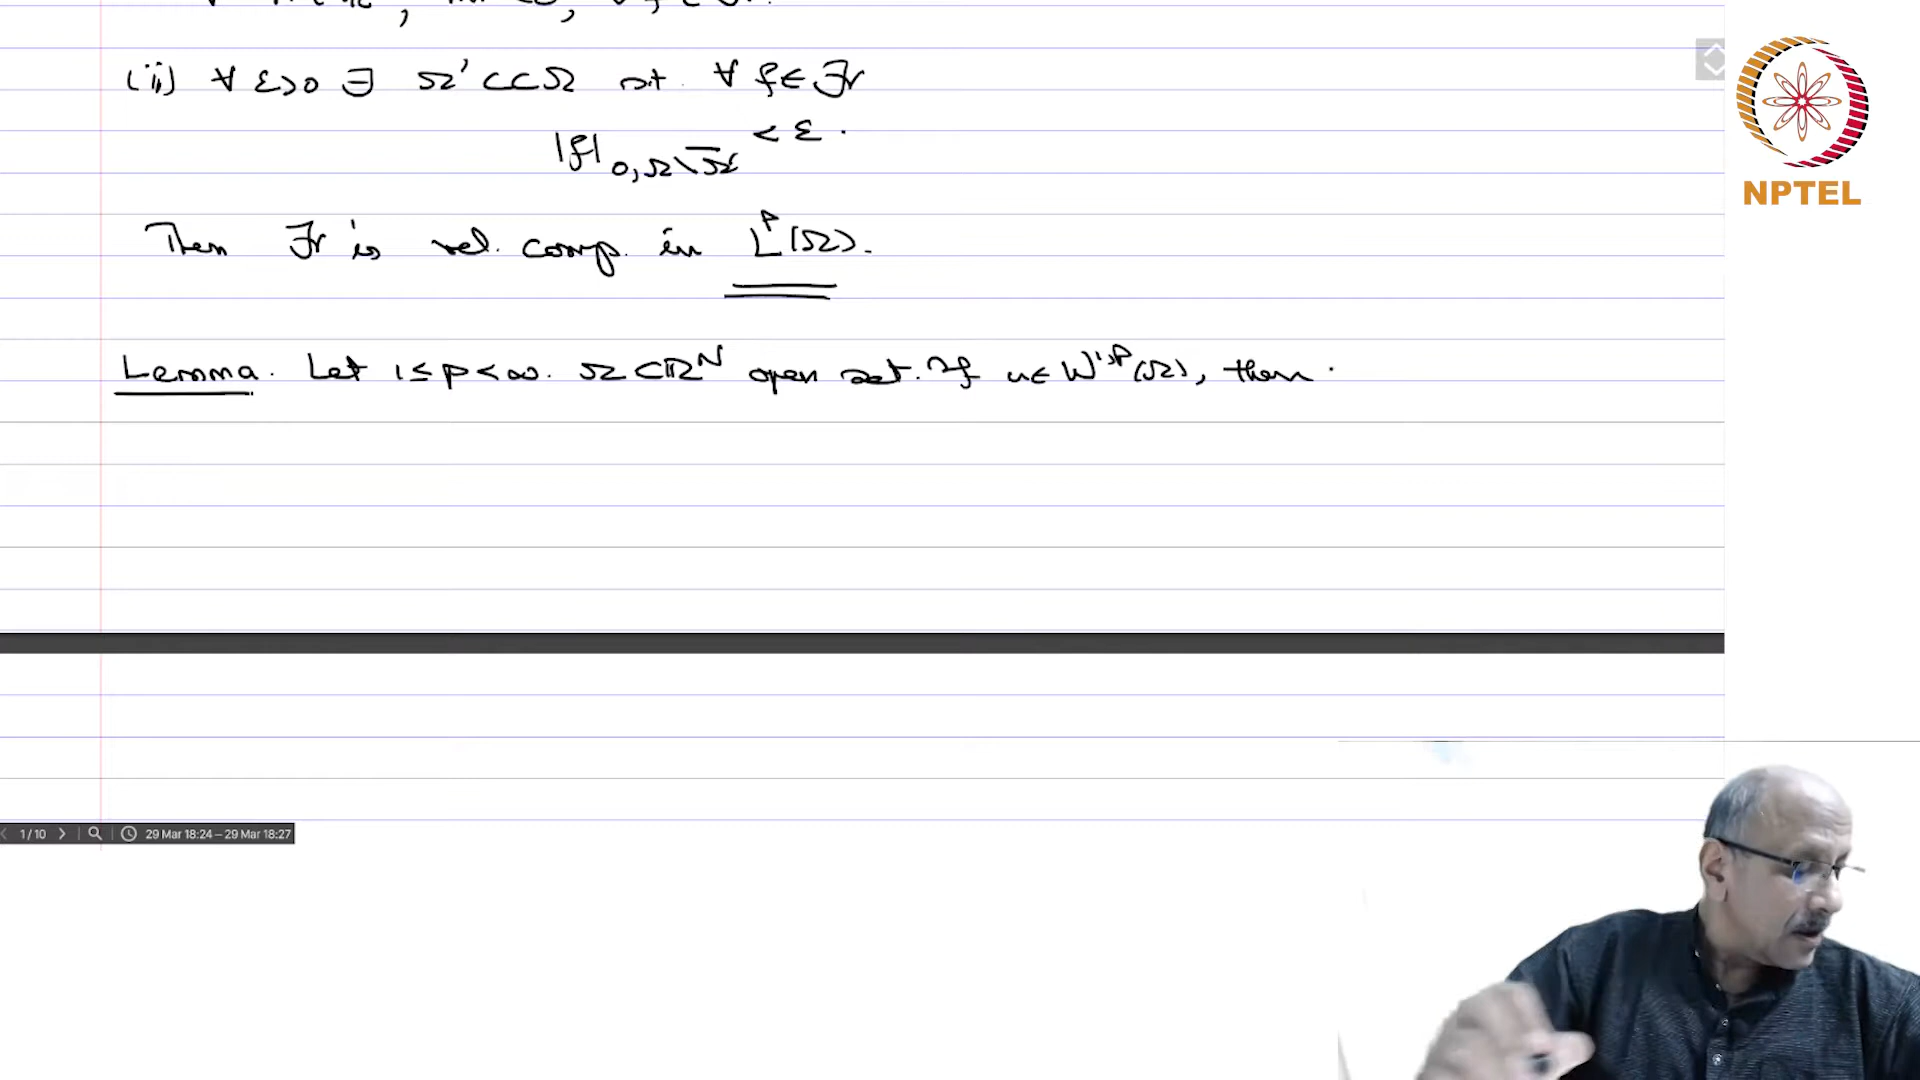 (ii) ∀ ε>0 ∃ Ω' ⊂⊂ Ω s.t. ∀ f ∈ ℱ
|f|₀,Ω\Ω̅' < ε.
Then ℱ is rel. comp. in Lᵖ(Ω).
Lemma. Let 1≤p<∞. Ω⊂ℝᴺ open set. If u∈W¹,ᵖ(Ω), then
NPTEL
1/10 29 Mar 18:24 – 29 Mar 18:27